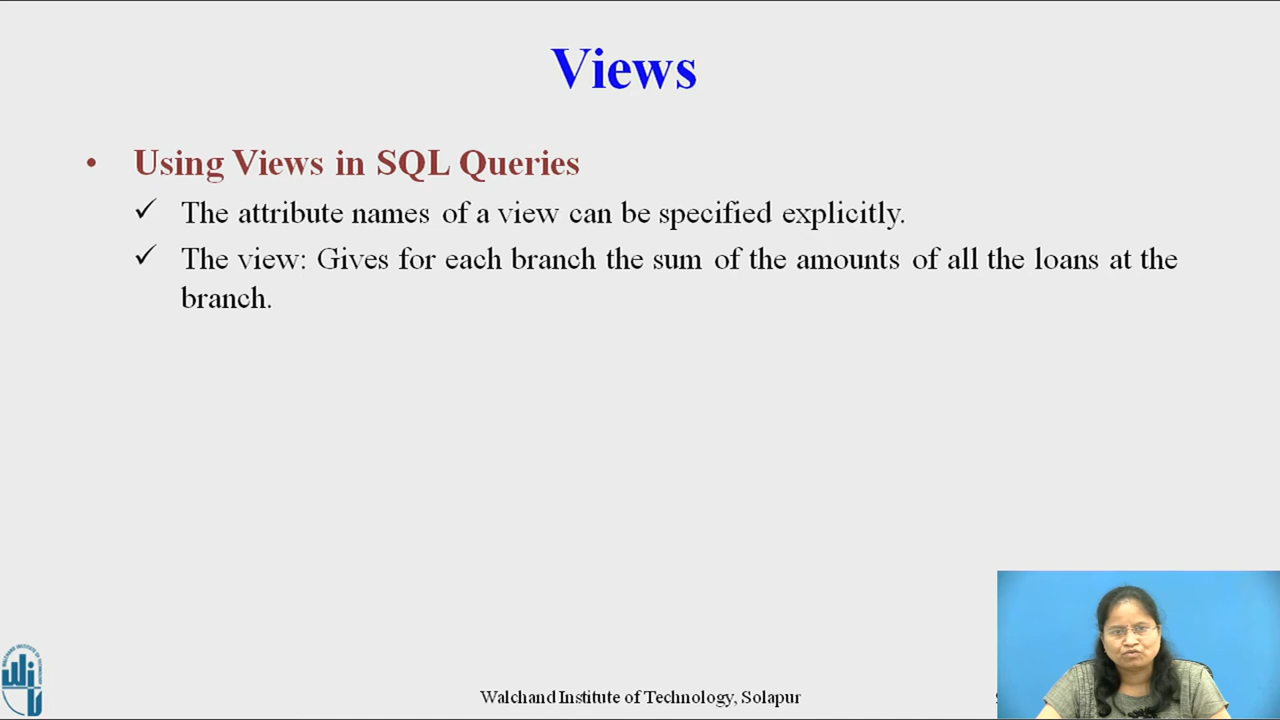 Views
• Using Views in SQL Queries
✓ The attribute names of a view can be specified explicitly.
✓ The view: Gives for each branch the sum of the amounts of all the loans at the
branch.
Walchand Institute of Technology, Solapur